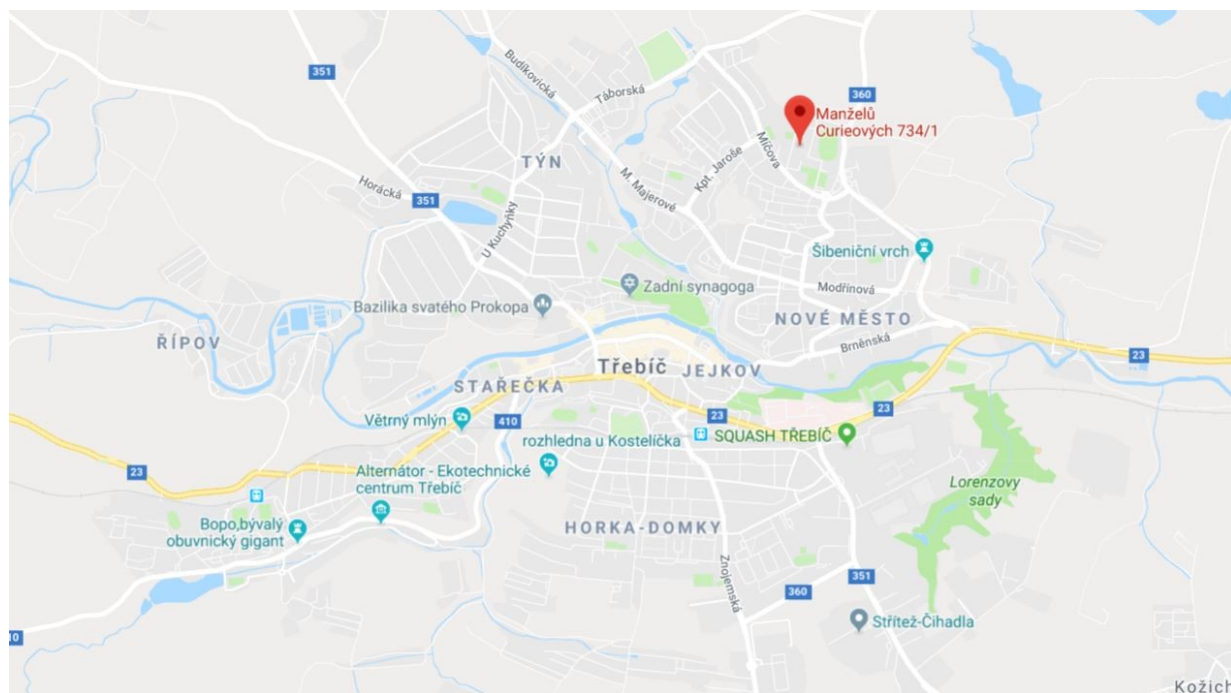 351
Budíkovická
Táborská
360
Manželů
Curieových 734/1
Míčova
Kpt. Jaroše
TÝN
M. Majerové
Horácká
351
U Kuchyňky
Šibeniční vrch
Zadní synagoga
Modřínová
Bazilika svatého Prokopa
NOVÉ MĚSTO
ŘÍPOV
Brněnská
23
Třebíč
JEJKOV
STAŘEČKA
Větrný mlýn
410
23
23
rozhledna u Kostelíčka
SQUASH TŘEBÍČ
23
Alternátor - Ekotechnické
centrum Třebíč
Lorenzovy
sady
Bopo,bývalý
obuvnický gigant
HORKA-DOMKY
Znojemská
351
360
Střítež-Čihadla
10
Kožich